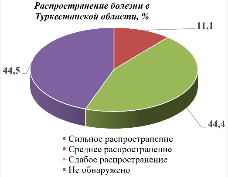 Распространение болезни в
Туркестанской области, %
11,1
44,5
44,4
Сильное распространение
Среднее распространение
Слабое распространение
Не обнаружено